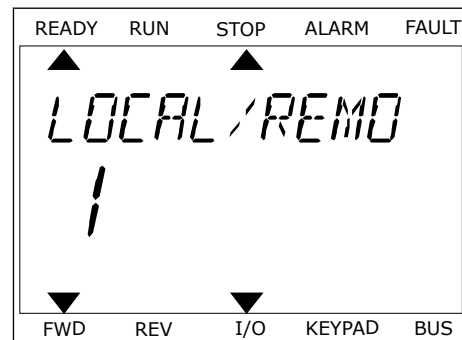 READY RUN STOP ALARM FAULT
LOCAL/REMO
1
FWD REV I/O KEYPAD BUS